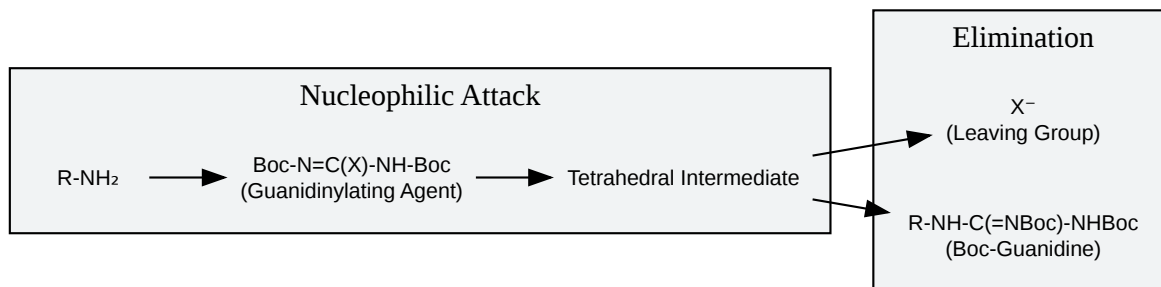 Nucleophilic Attack
R-NH₂
Boc-N=C(X)-NH-Boc
(Guanidinylating Agent)
Tetrahedral Intermediate
Elimination
X⁻
(Leaving Group)
R-NH-C(=NBoc)-NHBoc
(Boc-Guanidine)